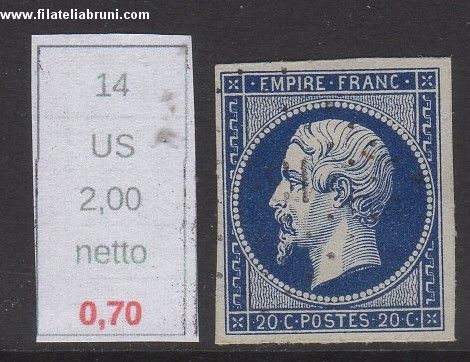 www.filateliabruni.com
14
US
2,00
netto
0,70
EMPIRE·FRANC·
20·C·POSTES·20·C·